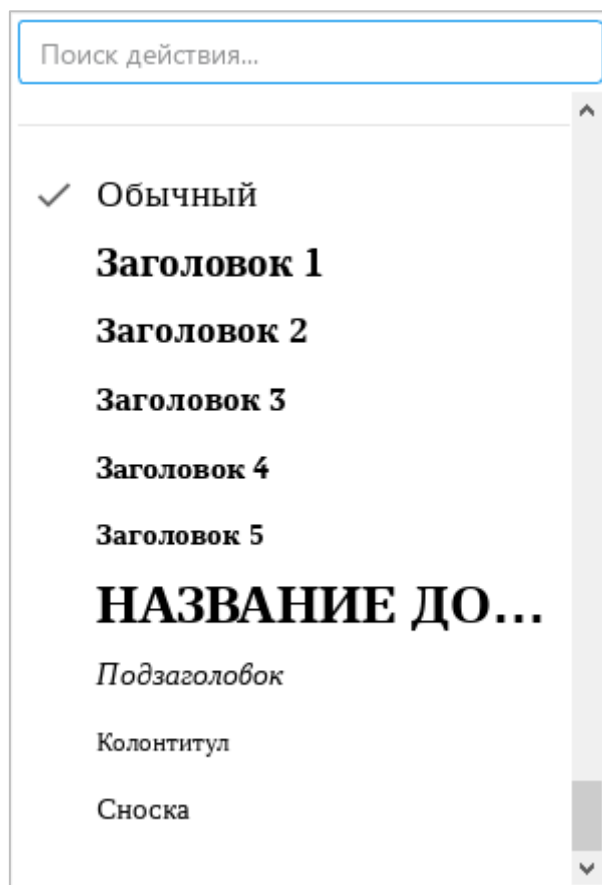 Поиск действия...
Обычный
Заголовок 1
Заголовок 2
Заголовок 3
Заголовок 4
Заголовок 5
НАЗВАНИЕ ДО...
Подзаголовок
Колонтитул
Сноска